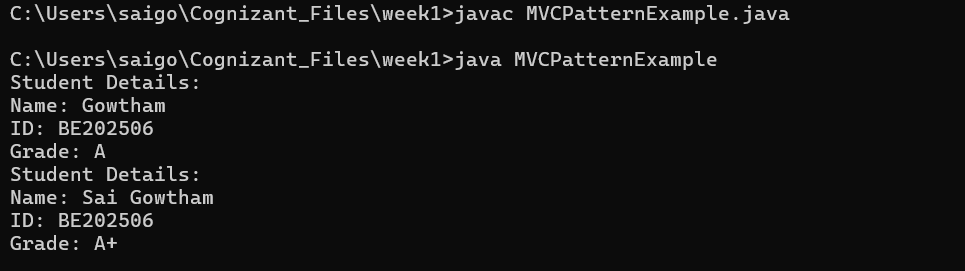 C:\Users\saigo\Cognizant_Files\week1>javac MVCPatternExample.java
C:\Users\saigo\Cognizant_Files\week1>java MVCPatternExample
Student Details:
Name: Gowtham
ID: BE202506
Grade: A
Student Details:
Name: Sai Gowtham
ID: BE202506
Grade: A+